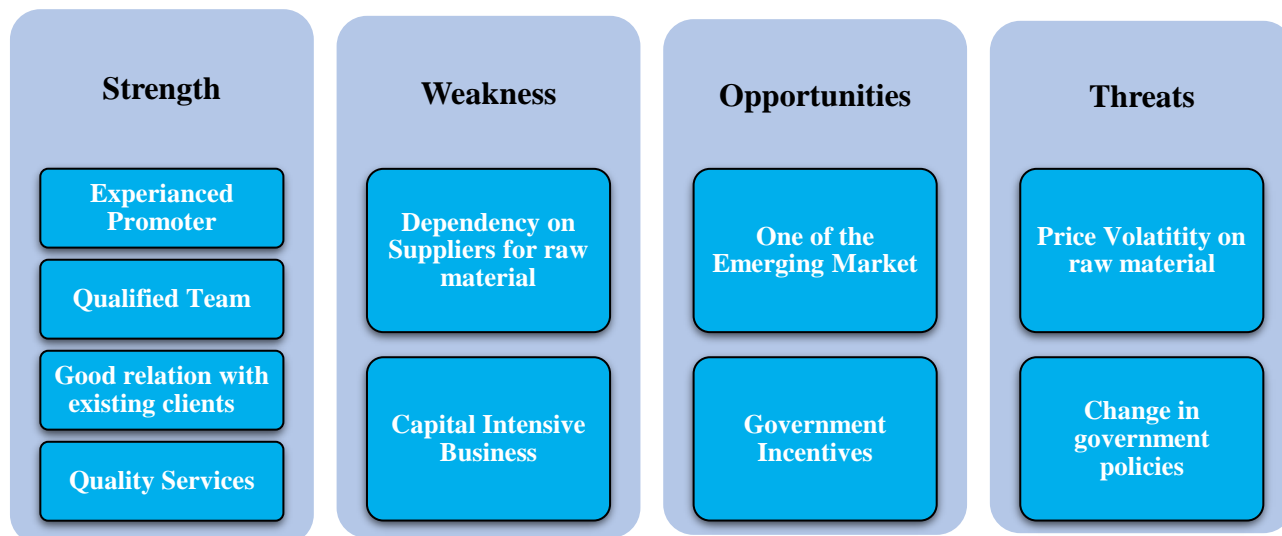 Strength
Experianced
Promoter
Qualified Team
Good relation with
existing clients
Quality Services
Weakness
Dependency on
Suppliers for raw
material
Capital Intensive
Business
Opportunities
One of the
Emerging Market
Government
Incentives
Threats
Price Volatitity on
raw material
Change in
government
policies